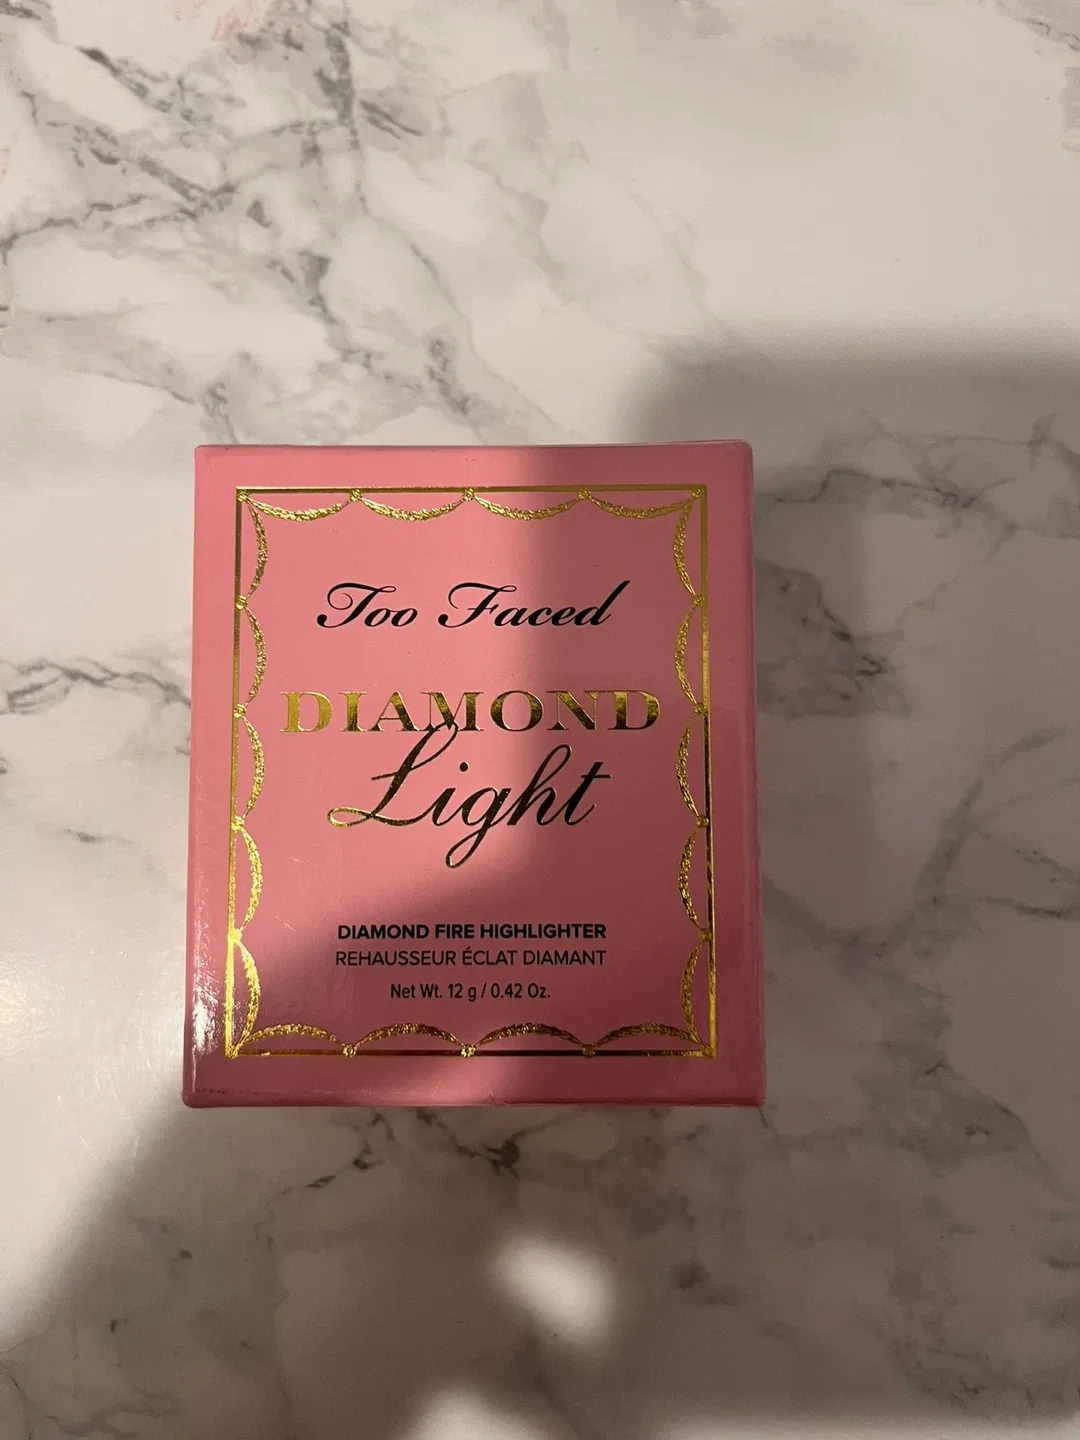 Too Faced
DIAMOND
Light
DIAMOND FIRE HIGHLIGHTER
REHAUSSEUR ÉCLAT DIAMANT
Net Wt. 12 g / 0.42 Oz.